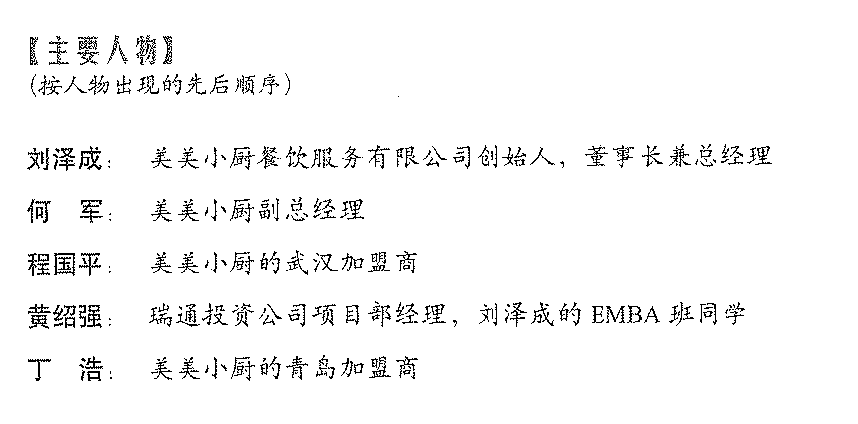 【主要人物】
(按人物出现的先后顺序)
刘泽成： 美美小厨餐饮服务有限公司创始人，董事长兼总经理
何　军： 美美小厨副总经理
程国平： 美美小厨的武汉加盟商
黄绍强： 瑞通投资公司项目部经理，刘泽成的 EMBA 班同学
丁　浩： 美美小厨的青岛加盟商